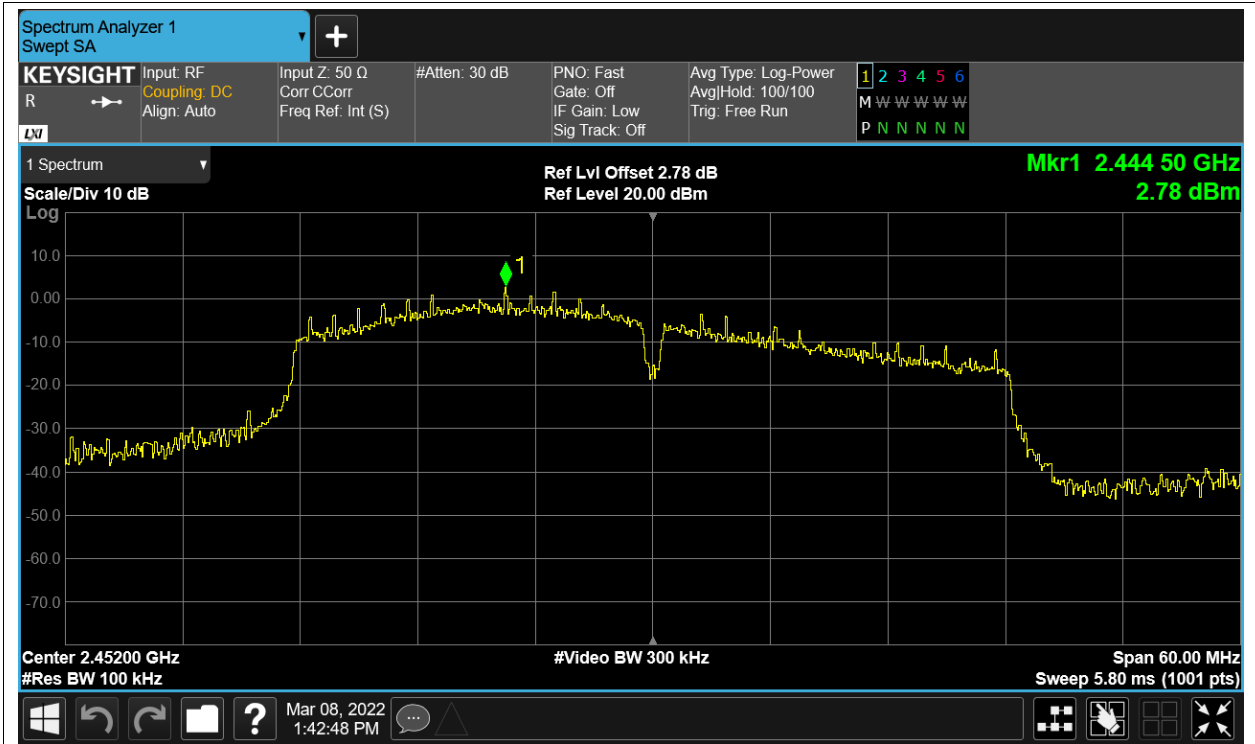 Spectrum Analyzer 1
Swept SA
+
KEYSIGHT
R
LXI
Input: RF
Coupling: DC
Align: Auto
Input Z: 50 Ω
Corr CCorr
Freq Ref: Int (S)
#Atten: 30 dB
PNO: Fast
Gate: Off
IF Gain: Low
Sig Track: Off
Avg Type: Log-Power
Avg|Hold: 100/100
Trig: Free Run
1 2 3 4 5 6
M W W W W W
P N N N N N
1 Spectrum
Scale/Div 10 dB
Log
Ref Lvl Offset 2.78 dB
Ref Level 20.00 dBm
Mkr1 2.444 50 GHz
2.78 dBm
1
10.0
0.00
-10.0
-20.0
-30.0
-40.0
-50.0
-60.0
-70.0
Center 2.45200 GHz
#Video BW 300 kHz
Span 60.00 MHz
#Res BW 100 kHz
Sweep 5.80 ms (1001 pts)
?
Mar 08, 2022
1:42:48 PM